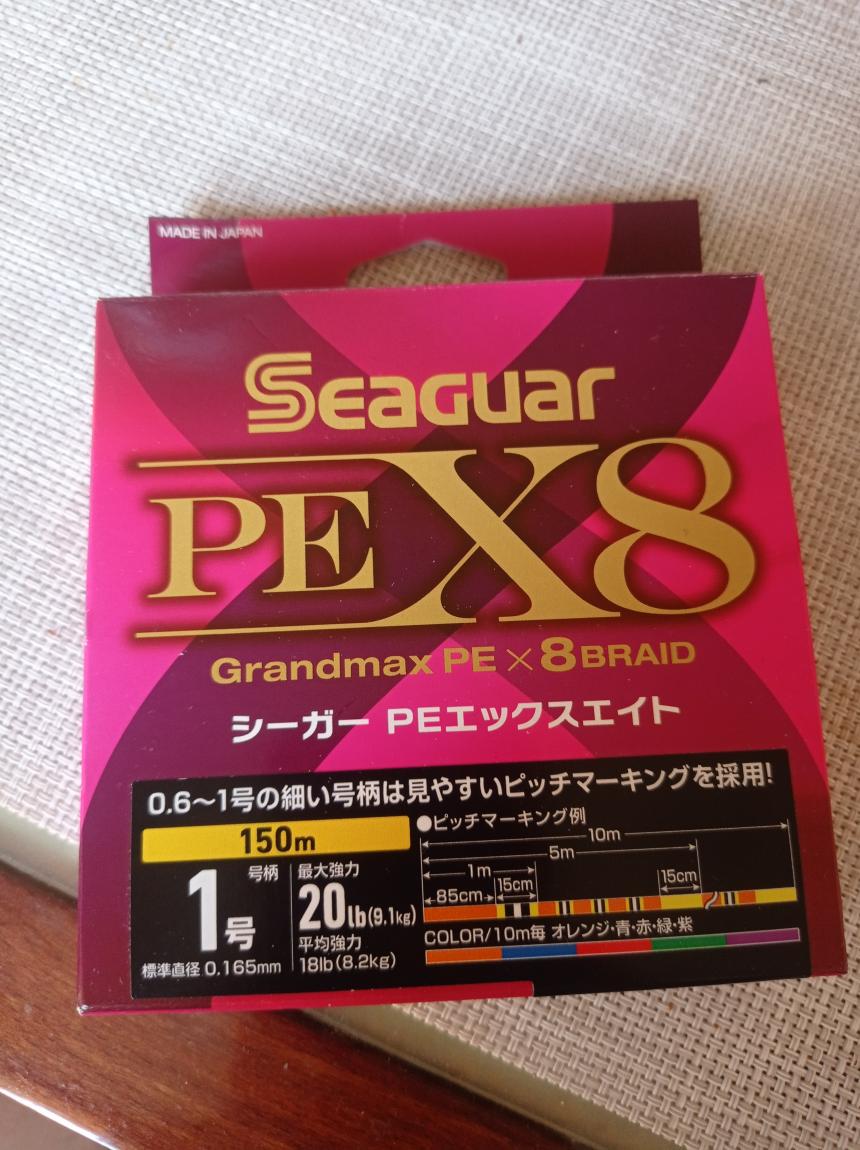 MADE IN JAPAN
Seaguar
PEX8
Grandmax PE×8BRAID
シーガー PEエックスエイト
0.6〜1号の細い号柄は見やすいピッチマーキングを採用!
150m
号柄
1号
標準直径 0.165mm
最大強力
20lb(9.1kg)
平均強力
18lb(8.2kg)
●ピッチマーキング例
10m
5m
1m
85cm
15cm
15cm
COLOR/10m毎 オレンジ・青・赤・緑・紫